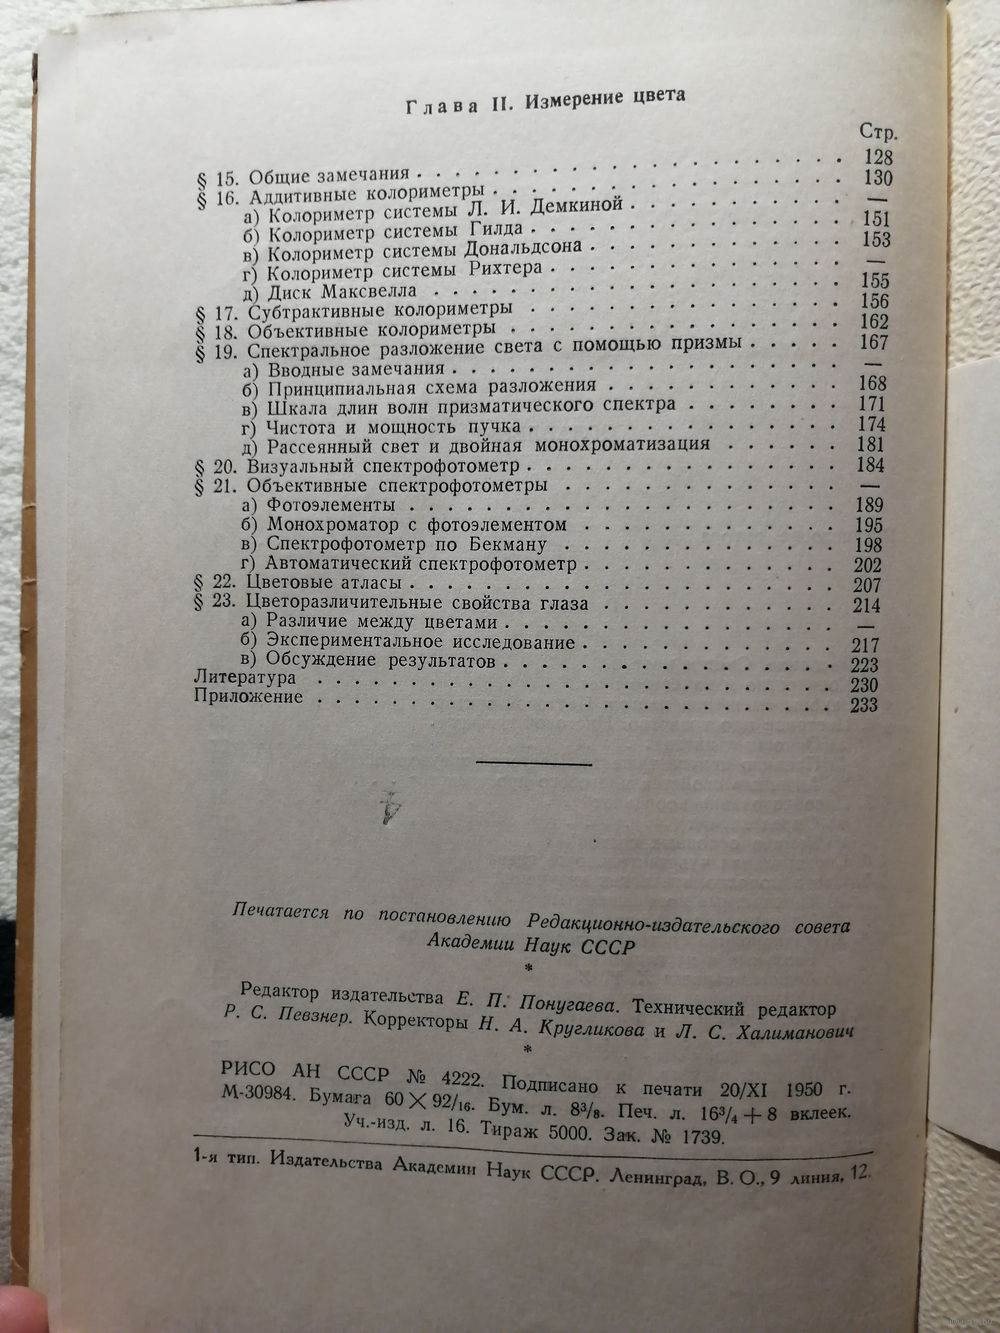 Глава II. Измерение цвета
Стр.
§ 15. Общие замечания . . . . . . . . . . . . . . . . . . 128
§ 16. Аддитивные колориметры . . . . . . . . . . . . . . . 130
а) Колориметр системы Л. И. Демкиной . . . . . . . . . —
б) Колориметр системы Гилда . . . . . . . . . . . . . 151
в) Колориметр системы Дональдсона . . . . . . . . . . 153
г) Колориметр системы Рихтера . . . . . . . . . . . . —
д) Диск Максвелла . . . . . . . . . . . . . . . . . 155
§ 17. Субтрактивные колориметры . . . . . . . . . . . . . 156
§ 18. Объективные колориметры . . . . . . . . . . . . . . 162
§ 19. Спектральное разложение света с помощью призмы . . . . . 167
а) Вводные замечания . . . . . . . . . . . . . . . . —
б) Принципиальная схема разложения . . . . . . . . . . 168
в) Шкала длин волн призматического спектра . . . . . . . 171
г) Чистота и мощность пучка . . . . . . . . . . . . . 174
д) Рассеянный свет и двойная монохроматизация . . . . . . 181
§ 20. Визуальный спектрофотометр . . . . . . . . . . . . . 184
§ 21. Объективные спектрофотометры . . . . . . . . . . . . —
а) Фотоэлементы . . . . . . . . . . . . . . . . . . 189
б) Монохроматор с фотоэлементом . . . . . . . . . . . 195
в) Спектрофотометр по Бекману . . . . . . . . . . . . 198
г) Автоматический спектрофотометр . . . . . . . . . . . 202
§ 22. Цветовые атласы . . . . . . . . . . . . . . . . . . 207
§ 23. Цветоразличительные свойства глаза . . . . . . . . . . 214
а) Различие между цветами . . . . . . . . . . . . . . —
б) Экспериментальное исследование . . . . . . . . . . . 217
в) Обсуждение результатов . . . . . . . . . . . . . . 223
Литература . . . . . . . . . . . . . . . . . . . . . . 230
Приложение . . . . . . . . . . . . . . . . . . . . . . 233
Печатается по постановлению Редакционно-издательского совета
Академии Наук СССР
*
Редактор издательства Е. П. Понугаева. Технический редактор
Р. С. Певзнер. Корректоры Н. А. Кругликова и Л. С. Халиманович
*
РИСО АН СССР № 4222. Подписано к печати 20/XI 1950 г.
М-30984. Бумага 60 × 92/16. Бум. л. 8³/₈. Печ. л. 16³/₄ + 8 вклеек.
Уч.-изд. л. 16. Тираж 5000. Зак. № 1739.
1-я тип. Издательства Академии Наук СССР. Ленинград, В. О., 9 линия, 12.